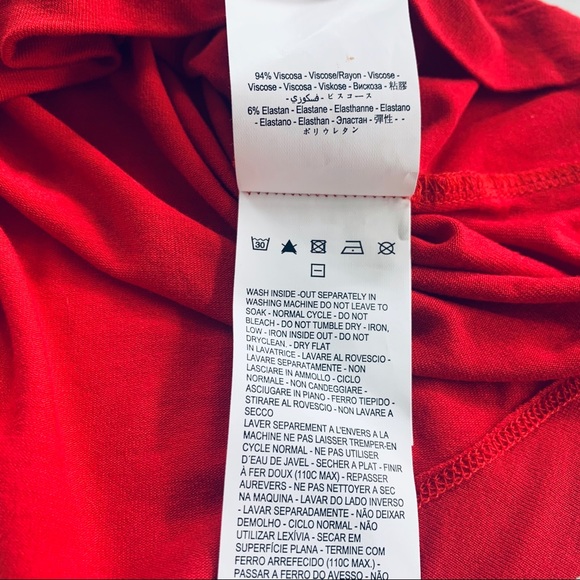 94% Viscosa - Viscose/Rayon - Viscose -
Viscose - Viscosa - Viskose - Вискоза - 粘膠
- فسكوزي - ビスコース -
6% Elastan - Elastane - Elasthanne - Elastano
- Elastano - Elasthan - Эластан - 彈性 - -
ポリウレタン
30
WASH INSIDE -OUT SEPARATELY IN
WASHING MACHINE DO NOT LEAVE TO
SOAK - NORMAL CYCLE - DO NOT
BLEACH - DO NOT TUMBLE DRY - IRON,
LOW - IRON INSIDE OUT - DO NOT
DRYCLEAN. - DRY FLAT
IN LAVATRICE - LAVARE AL ROVESCIO -
LAVARE SEPARATAMENTE - NON
LASCIARE IN AMMOLLO - CICLO
NORMALE - NON CANDEGGIARE -
ASCIUGARE IN PIANO - FERRO TIEPIDO -
STIRARE AL ROVESCIO - NON LAVARE A
SECCO
LAVER SEPAREMENT A L'ENVERS A LA
MACHINE NE PAS LAISSER TREMPER-EN
CYCLE NORMAL - NE PAS UTILISER
D'EAU DE JAVEL - SECHER A PLAT - FINIR
À FER DOUX (110C MAX) - REPASSER
AUREVERS - NE PAS NETTOYER A SEC
NA MAQUINA - LAVAR DO LADO INVERSO
- LAVAR SEPARADAMENTE - NÃO DEIXAR
DEMOLHO - CICLO NORMAL - NÃO
UTILIZAR LEXÍVIA - SECAR EM
SUPERFÍCIE PLANA - TERMINE COM
FERRO ARREFECIDO (110C MAX.) -
PASSAR A FERRO DO AVESSO - NÃO